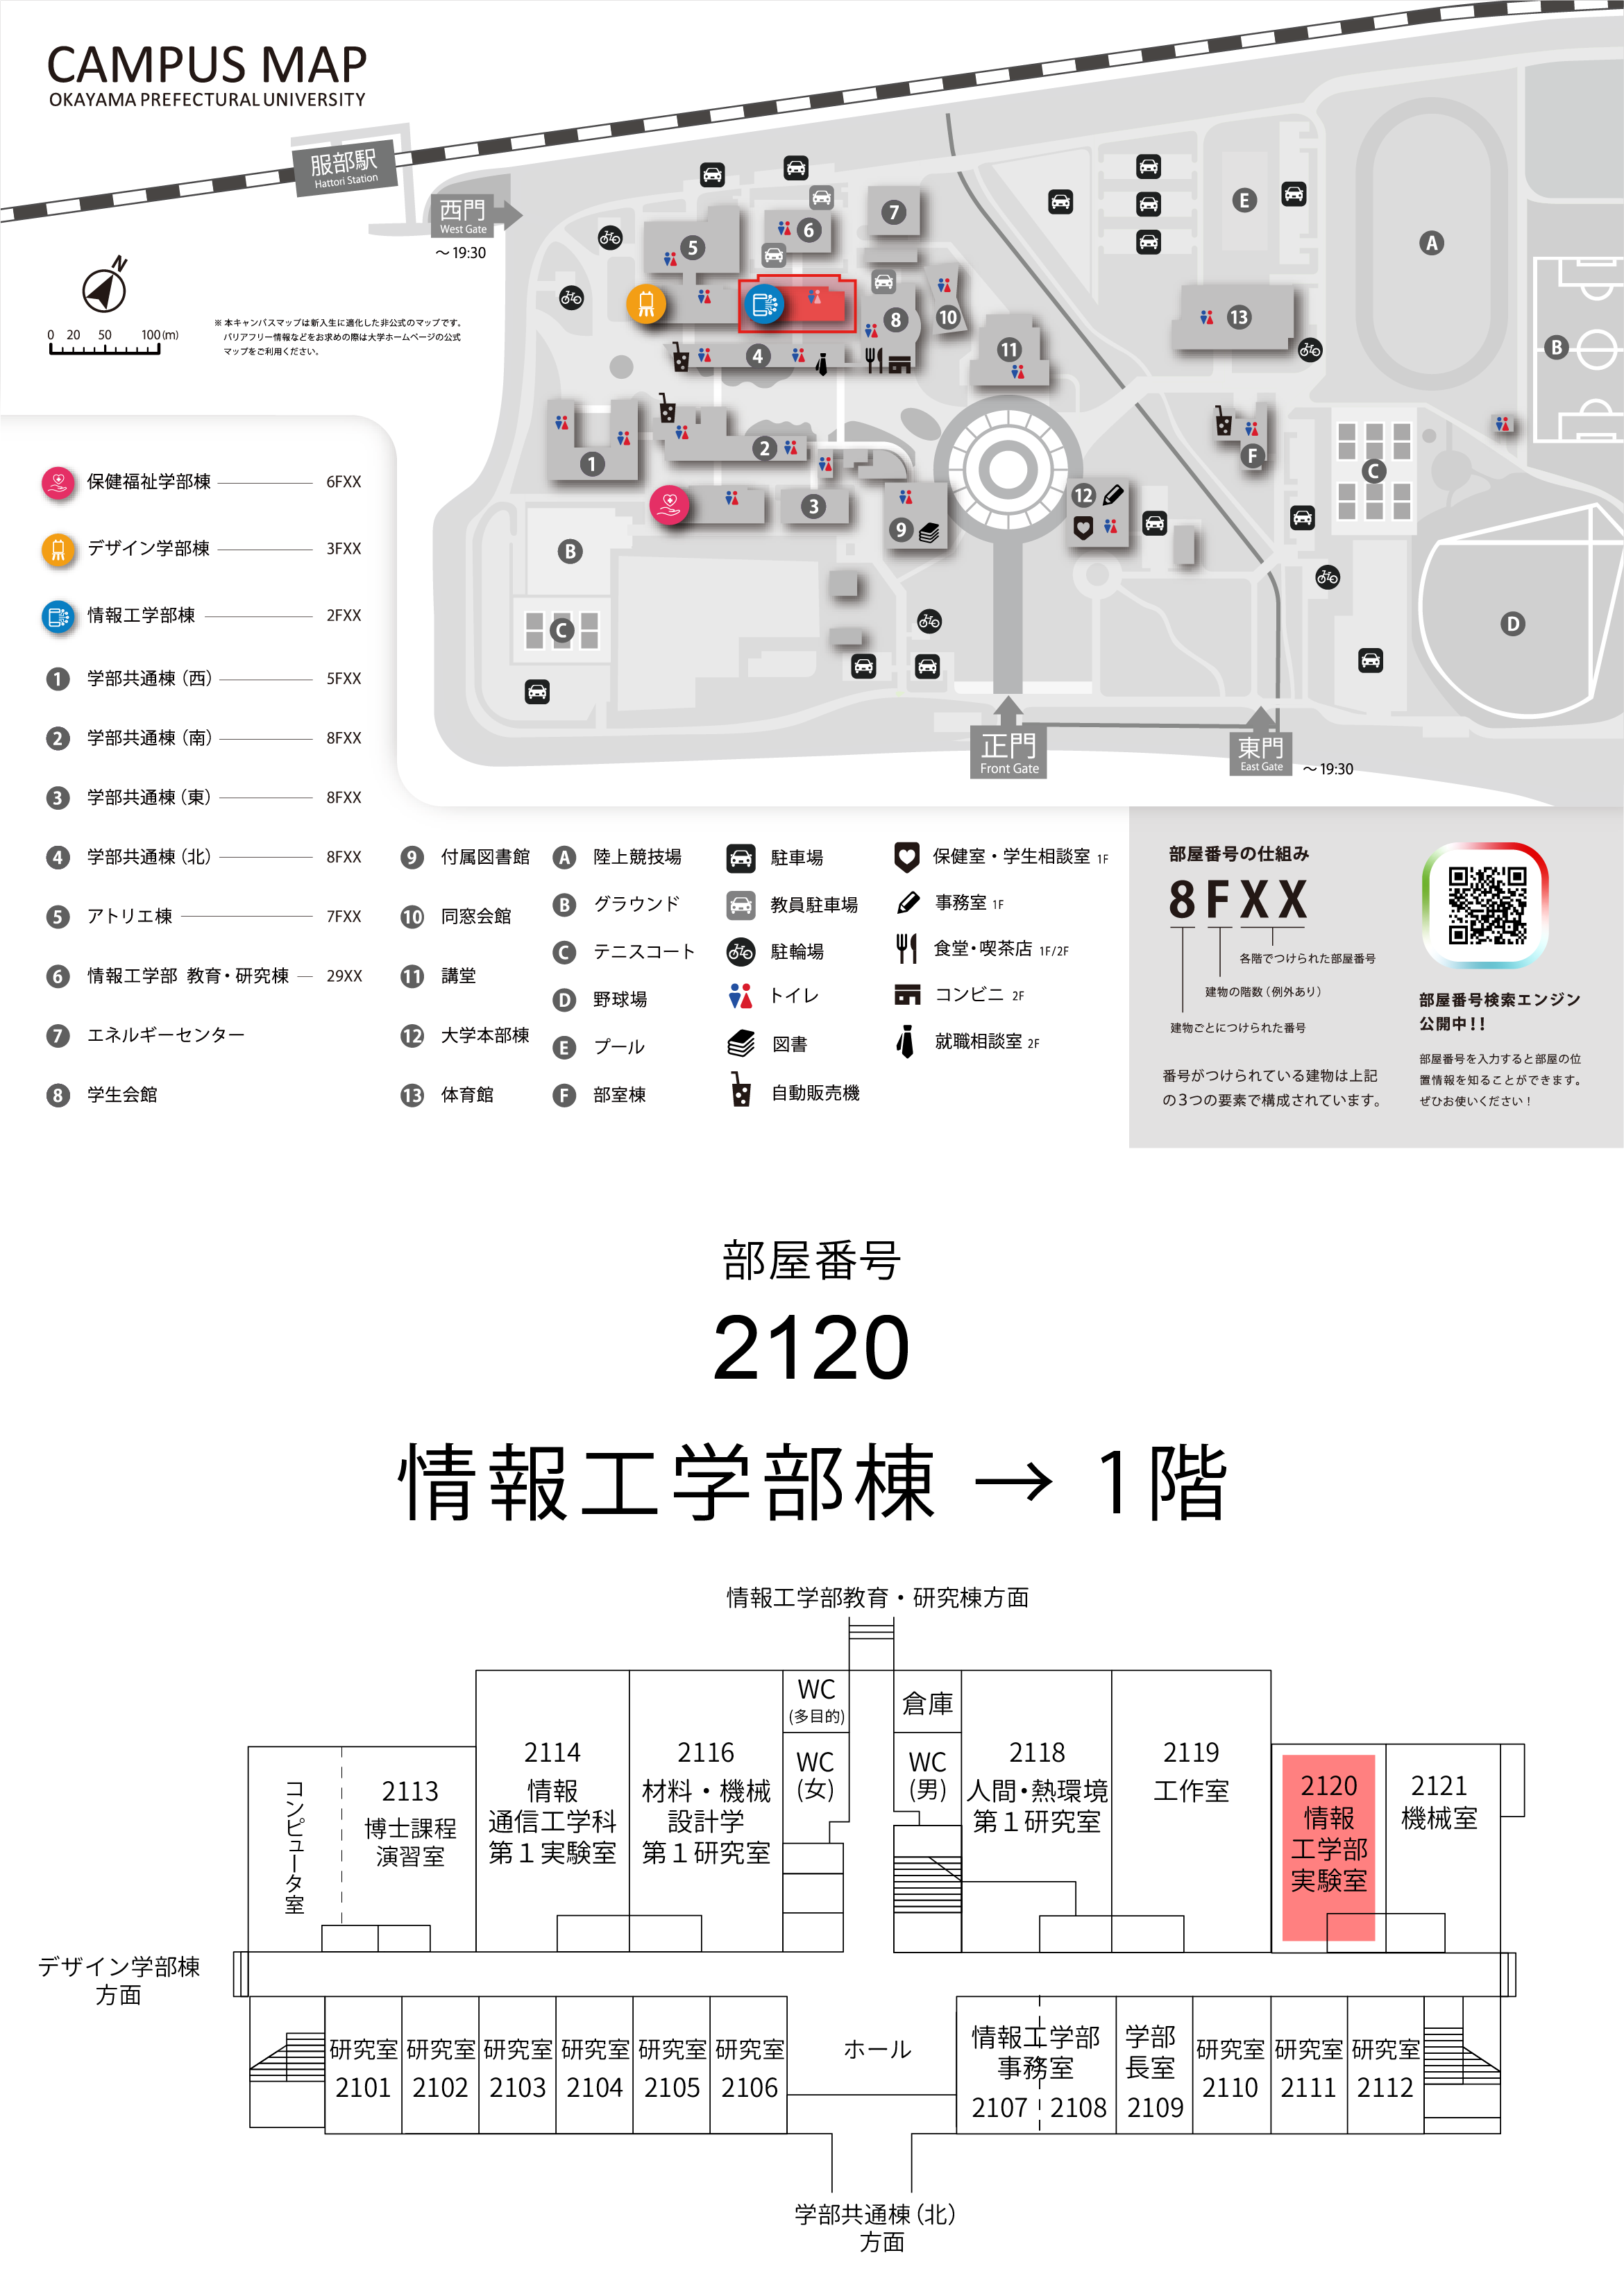 CAMPUS MAP
OKAYAMA PREFECTURAL UNIVERSITY
服部駅
Hattori Station
西門
West Gate
～19:30
N
0 20 50 100(m)
※ 本キャンパスマップは新入生に適化した非公式のマップです。
バリアフリー情報などをお求めの際は大学ホームページの公式
マップをご利用ください。
7
6
5
E
A
8
10
13
4
11
B
1
2
F
C
3
9
12
B
C
D
正門
Front Gate
東門
East Gate
～19:30
保健福祉学部棟 6FXX
デザイン学部棟 3FXX
情報工学部棟 2FXX
1 学部共通棟（西） 5FXX
2 学部共通棟（南） 8FXX
3 学部共通棟（東） 8FXX
4 学部共通棟（北） 8FXX
5 アトリエ棟 7FXX
6 情報工学部 教育・研究棟 29XX
7 エネルギーセンター
8 学生会館
9 付属図書館
10 同窓会館
11 講堂
12 大学本部棟
13 体育館
A 陸上競技場
B グラウンド
C テニスコート
D 野球場
E プール
F 部室棟
駐車場
教員駐車場
駐輪場
トイレ
図書
自動販売機
保健室・学生相談室 1F
事務室 1F
食堂・喫茶店 1F/2F
コンビニ 2F
就職相談室 2F
部屋番号の仕組み
8FXX
各階でつけられた部屋番号
建物の階数（例外あり）
建物ごとにつけられた番号
番号がつけられている建物は上記
の3つの要素で構成されています。
部屋番号検索エンジン
公開中!!
部屋番号を入力すると部屋の位
置情報を知ることができます。
ぜひお使いください！
部屋番号
2120
情報工学部棟 → 1階
情報工学部教育・研究棟方面
コンピュータ室
2113
博士課程
演習室
2114
情報
通信工学科
第１実験室
2116
材料・機械
設計学
第１研究室
WC
(多目的)
WC
(女)
倉庫
WC
(男)
2118
人間・熱環境
第１研究室
2119
工作室
2120
情報
工学部
実験室
2121
機械室
デザイン学部棟
方面
研究室
2101
研究室
2102
研究室
2103
研究室
2104
研究室
2105
研究室
2106
ホール
情報工学部
事務室
2107 2108
学部
長室
2109
研究室
2110
研究室
2111
研究室
2112
学部共通棟（北）
方面